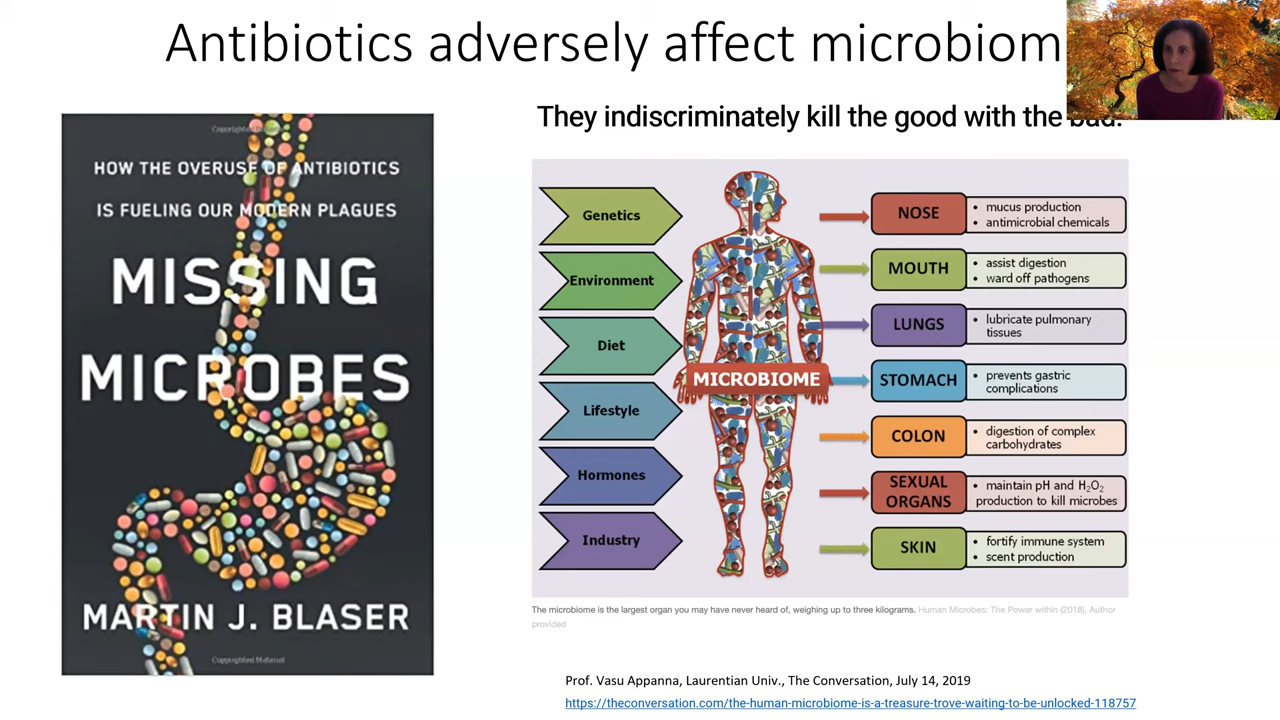 Antibiotics adversely affect microbiom
They indiscriminately kill the good with the bad.
Copyrighted Material
HOW THE OVERUSE OF ANTIBIOTICS
IS FUELING OUR MODERN PLAGUES
MISSING
MICROBES
MARTIN J. BLASER
Copyrighted Material
Genetics
Environment
Diet
Lifestyle
Hormones
Industry
MICROBIOME
NOSE
• mucus production
• antimicrobial chemicals
MOUTH
• assist digestion
• ward off pathogens
LUNGS
• lubricate pulmonary
tissues
STOMACH
• prevents gastric
complications
COLON
• digestion of complex
carbohydrates
SEXUAL
ORGANS
• maintain pH and H₂O₂
production to kill microbes
SKIN
• fortify immune system
• scent production
The microbiome is the largest organ you may have never heard of, weighing up to three kilograms. Human Microbes: The Power within (2018), Author
provided
Prof. Vasu Appanna, Laurentian Univ., The Conversation, July 14, 2019
https://theconversation.com/the-human-microbiome-is-a-treasure-trove-waiting-to-be-unlocked-118757